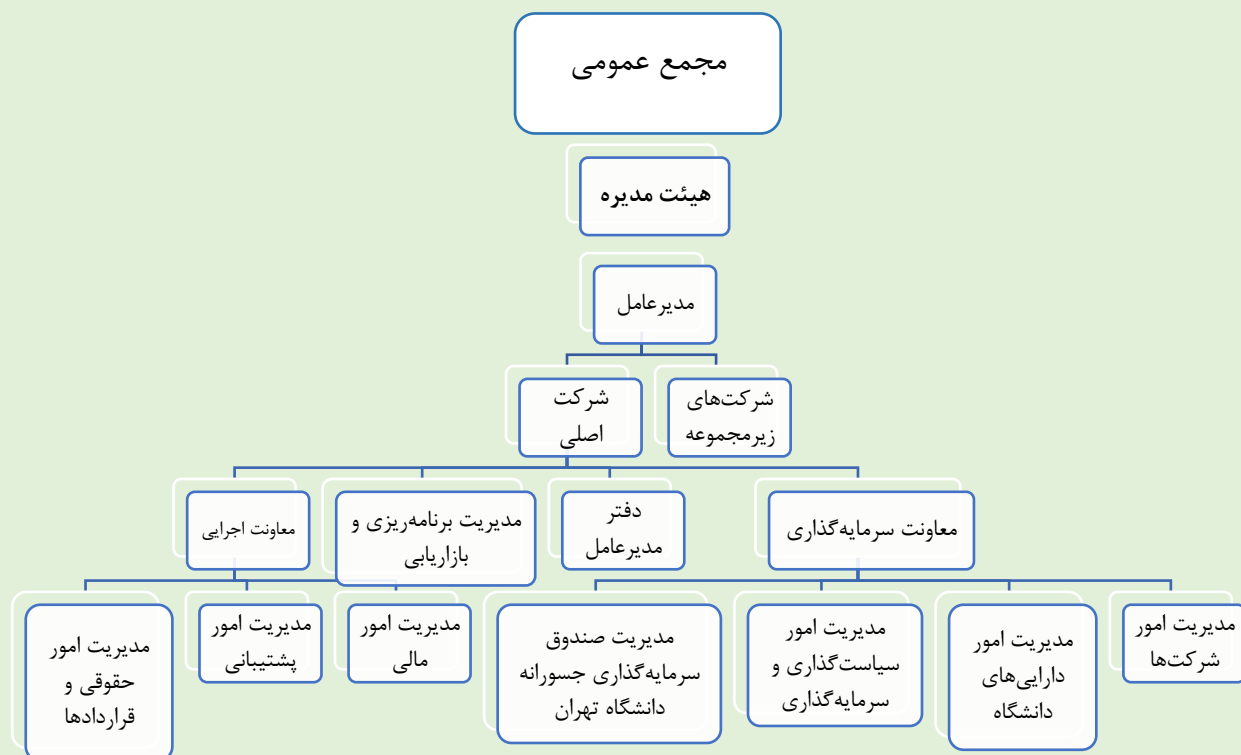 مجمع عمومی
هیئت مدیره
مدیرعامل
شرکت‌های
زیرمجموعه
شرکت
اصلی
معاونت سرمایه‌گذاری
دفتر
مدیرعامل
مدیریت برنامه‌ریزی و
بازاریابی
معاونت اجرایی
مدیریت امور
شرکت‌ها
مدیریت امور
دارایی‌های
دانشگاه
مدیریت امور
سیاست‌گذاری و
سرمایه‌گذاری
مدیریت صندوق
سرمایه‌گذاری جسورانه
دانشگاه تهران
مدیریت امور
مالی
مدیریت امور
پشتیبانی
مدیریت امور
حقوقی و
قراردادها